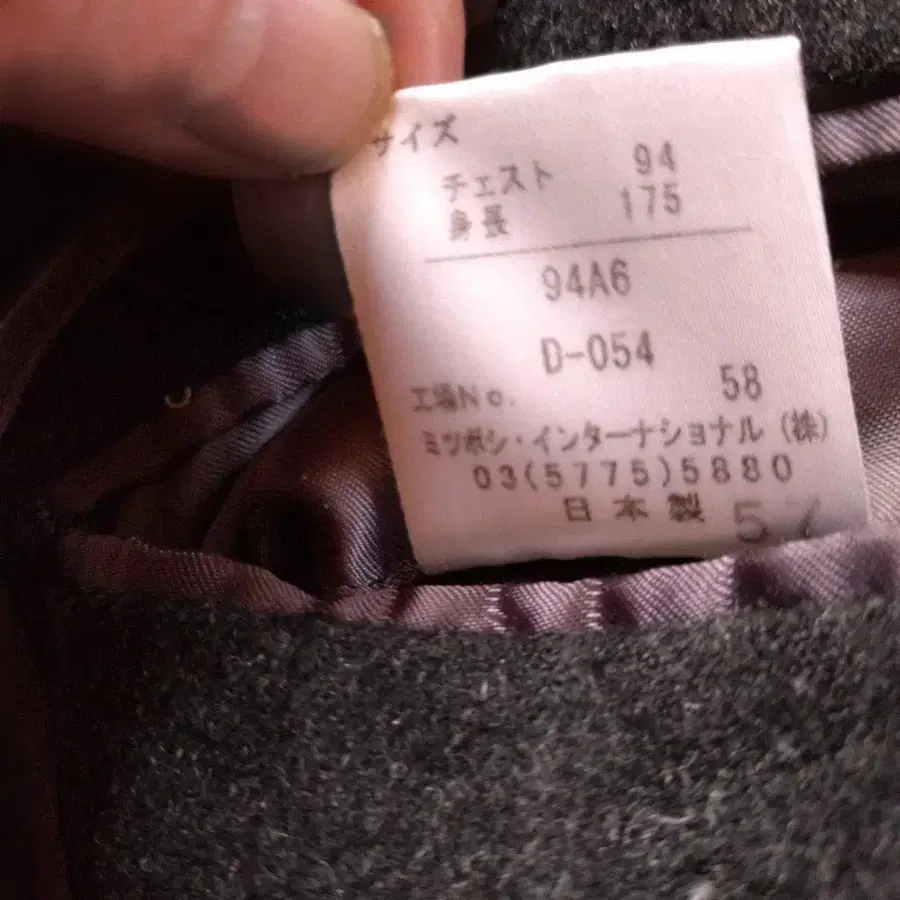 サイズ
チェスト 94
身長 175
94A6
D-054
工場No. 58
ミツボシ・インターナショナル(株)
03(5775)5880
日本製